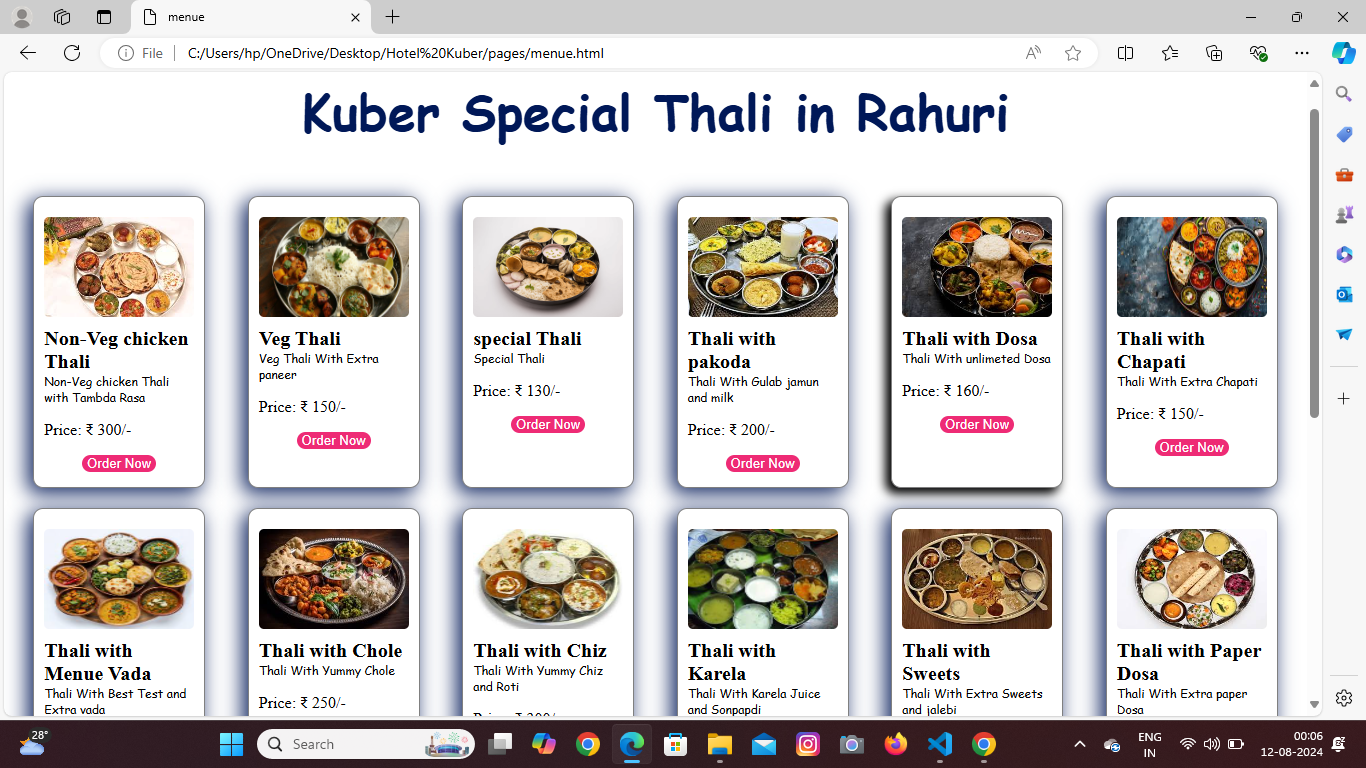 menue
File
C:/Users/hp/OneDrive/Desktop/Hotel%20Kuber/pages/menue.html
Kuber Special Thali in Rahuri
Non-Veg chicken
Thali
Non-Veg chicken Thali
with Tambda Rasa
Price: ₹ 300/-
Order Now
Veg Thali
Veg Thali With Extra
paneer
Price: ₹ 150/-
Order Now
special Thali
Special Thali
Price: ₹ 130/-
Order Now
Thali with
pakoda
Thali With Gulab jamun
and milk
Price: ₹ 200/-
Order Now
Thali with Dosa
Thali With unlimeted Dosa
Price: ₹ 160/-
Order Now
Thali with
Chapati
Thali With Extra Chapati
Price: ₹ 150/-
Order Now
Thali with
Menue Vada
Thali With Best Test and
Extra vada
Thali with Chole
Thali With Yummy Chole
Price: ₹ 250/-
Thali with Chiz
Thali With Yummy Chiz
and Roti
Thali with
Karela
Thali With Karela Juice
and Sonpapdi
Thali with
Sweets
Thali With Extra Sweets
and jalebi
Thali with Paper
Dosa
Thali With Extra paper
Dosa
28°
Search
ENG
IN
00:06
12-08-2024